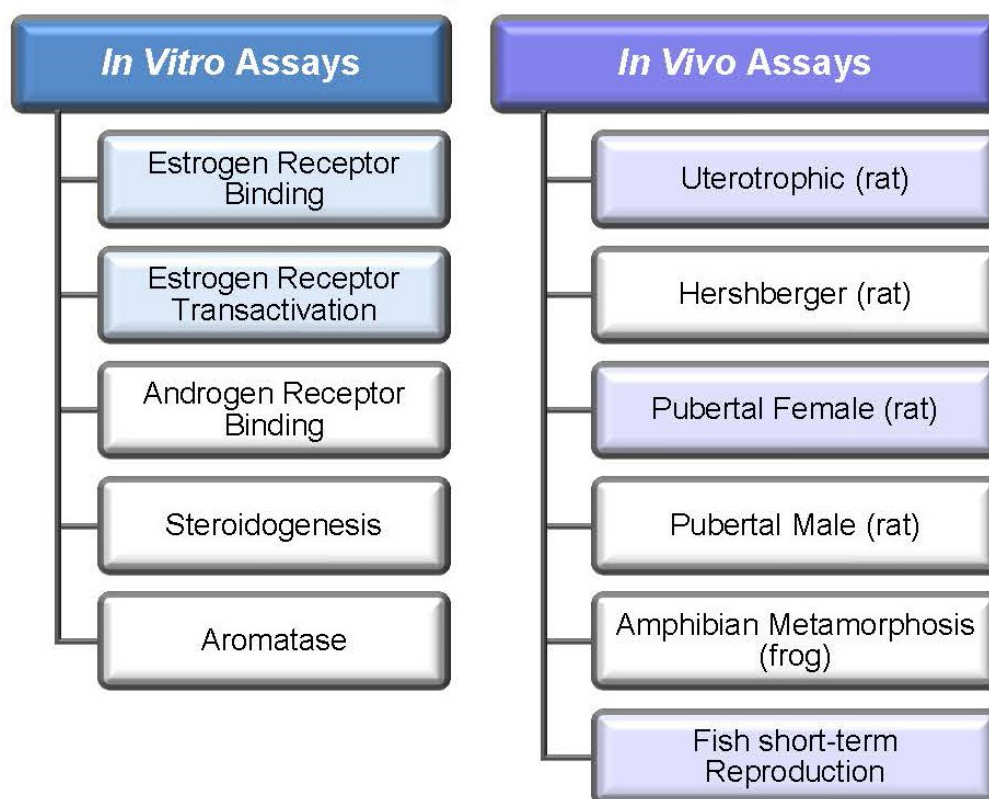 In Vitro Assays
Estrogen Receptor
Binding
Estrogen Receptor
Transactivation
Androgen Receptor
Binding
Steroidogenesis
Aromatase
In Vivo Assays
Uterotrophic (rat)
Hershberger (rat)
Pubertal Female (rat)
Pubertal Male (rat)
Amphibian Metamorphosis
(frog)
Fish short-term
Reproduction